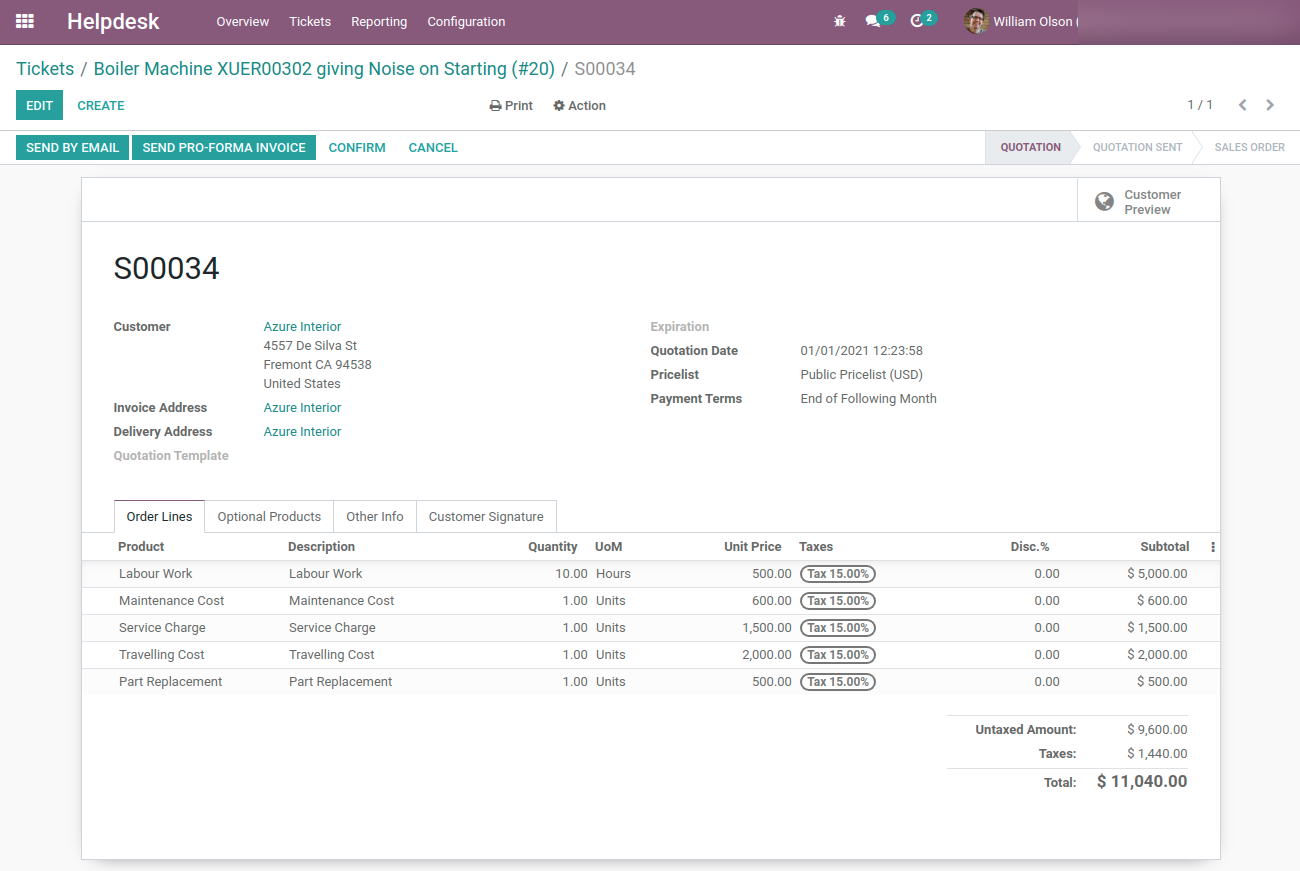 Helpdesk Overview Tickets Reporting Configuration 6 2 William Olson (
Tickets / Boiler Machine XUER00302 giving Noise on Starting (#20) / S00034
EDIT CREATE Print Action 1 / 1
SEND BY EMAIL SEND PRO-FORMA INVOICE CONFIRM CANCEL QUOTATION QUOTATION SENT SALES ORDER
Customer
Preview
S00034
Customer Azure Interior Expiration
4557 De Silva St
Quotation Date 01/01/2021 12:23:58
Fremont CA 94538
Pricelist Public Pricelist (USD)
United States
Payment Terms End of Following Month
Invoice Address Azure Interior
Delivery Address Azure Interior
Quotation Template
Order Lines Optional Products Other Info Customer Signature
Product Description Quantity UoM Unit Price Taxes Disc.% Subtotal
Labour Work Labour Work 10.00 Hours 500.00 Tax 15.00% 0.00 $ 5,000.00
Maintenance Cost Maintenance Cost 1.00 Units 600.00 Tax 15.00% 0.00 $ 600.00
Service Charge Service Charge 1.00 Units 1,500.00 Tax 15.00% 0.00 $ 1,500.00
Travelling Cost Travelling Cost 1.00 Units 2,000.00 Tax 15.00% 0.00 $ 2,000.00
Part Replacement Part Replacement 1.00 Units 500.00 Tax 15.00% 0.00 $ 500.00
Untaxed Amount: $ 9,600.00
Taxes: $ 1,440.00
Total: $ 11,040.00